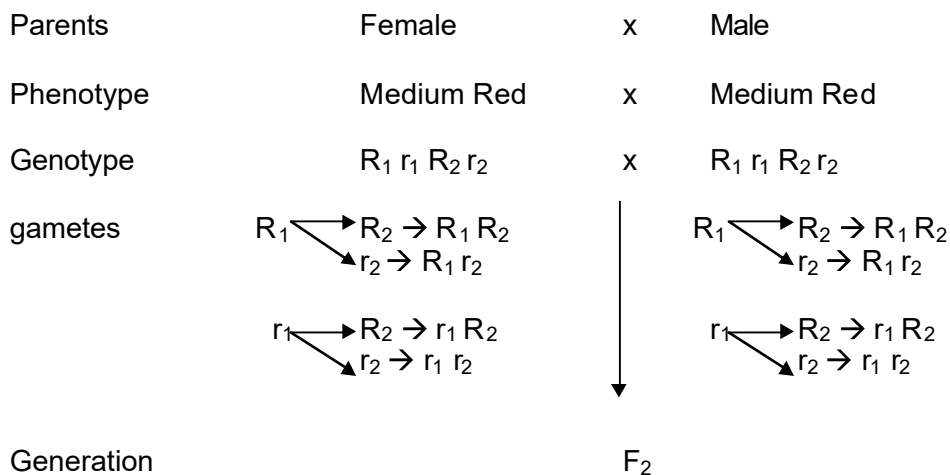 Parents Female x Male
Phenotype Medium Red x Medium Red
Genotype R₁ r₁ R₂ r₂ x R₁ r₁ R₂ r₂
gametes R₁ R₂ → R₁ R₂ R₁ R₂ → R₁ R₂
r₂ → R₁ r₂ r₂ → R₁ r₂
r₁ R₂ → r₁ R₂ r₁ R₂ → r₁ R₂
r₂ → r₁ r₂ r₂ → r₁ r₂
Generation F₂